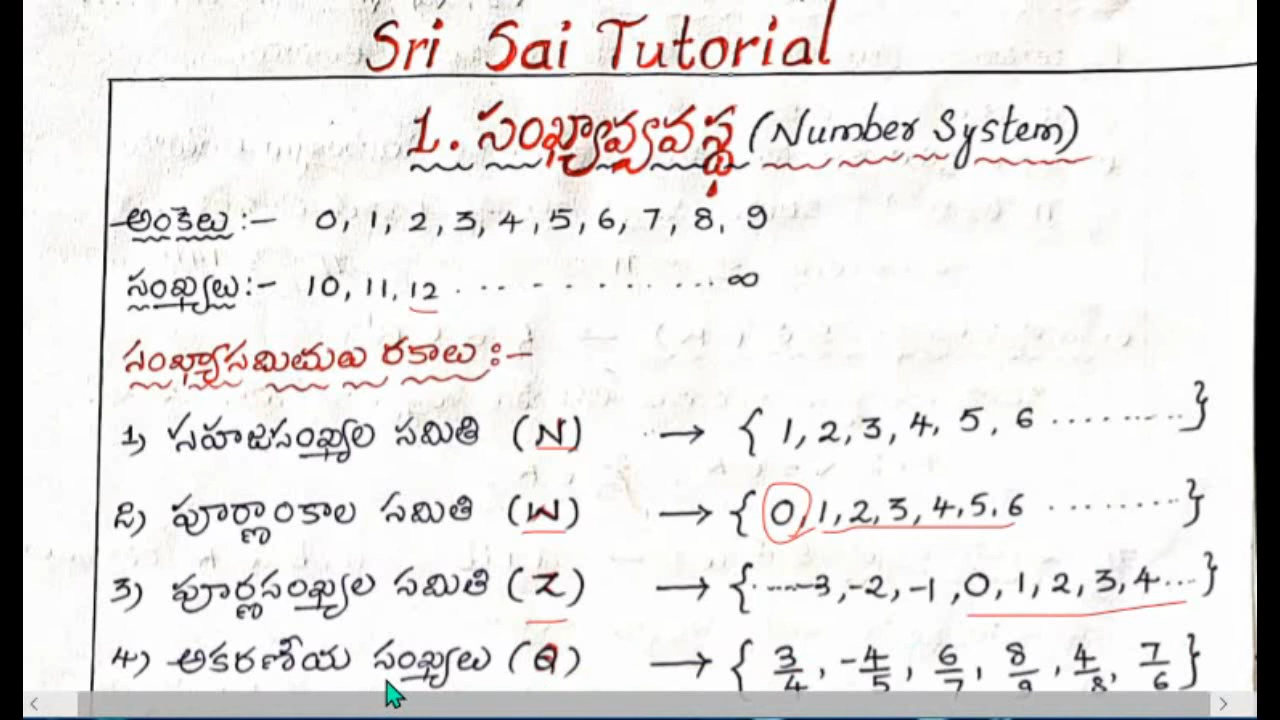 Sri Sai Tutorial
1. సంఖ్యావ్యవస్థ (Number System)
అంకెలు :- 0, 1, 2, 3, 4, 5, 6, 7, 8, 9
సంఖ్యలు :- 10, 11, 12 . . . . . . . . . . . ∞
సంఖ్యాసమితుయి రకాలు :-
1) సహజసంఖ్యల సమితి (N) → { 1, 2, 3, 4, 5, 6 . . . . . . . . . }
2) పూర్ణాంకాల సమితి (W) → { 0, 1, 2, 3, 4, 5, 6 . . . . . . . . }
3) పూర్ణసంఖ్యల సమితి (Z) → { ......-3, -2, -1, 0, 1, 2, 3, 4.... }
4) అకరణీయ సంఖ్యలు (Q) → { 3/4, -4/5, 6/7, 8/9, 4/8, 7/6 }